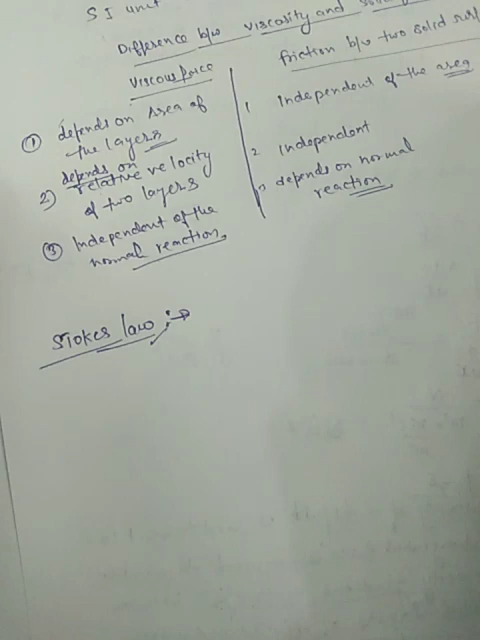 SI unit
Difference b/w viscosity and
Viscous force
friction b/w two solid
① depends on Area of
the layers
2) depends on
relative velocity
of two layers
③ Independent of the
normal reaction.
1 Independent of the area
2 Independent
3 depends on normal
reaction
Stokes law :→